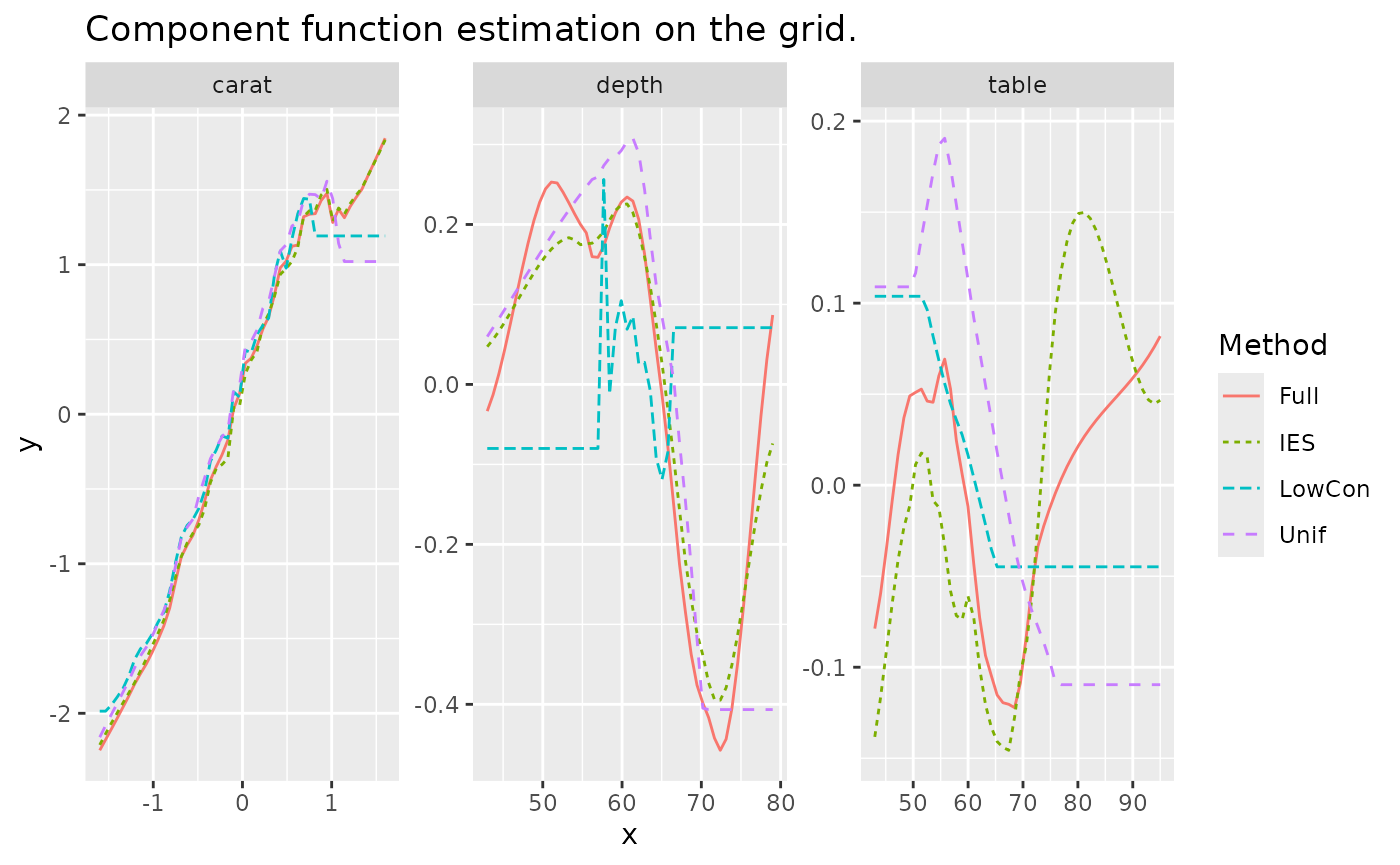 Component function estimation on the grid.
carat
depth
table
2
1
0
-1
-2
0.2
0.0
-0.2
-0.4
0.2
0.1
0.0
-0.1
-1 0 1
50 60 70 80
50 60 70 80 90
x
y
Method
Full
IES
LowCon
Unif